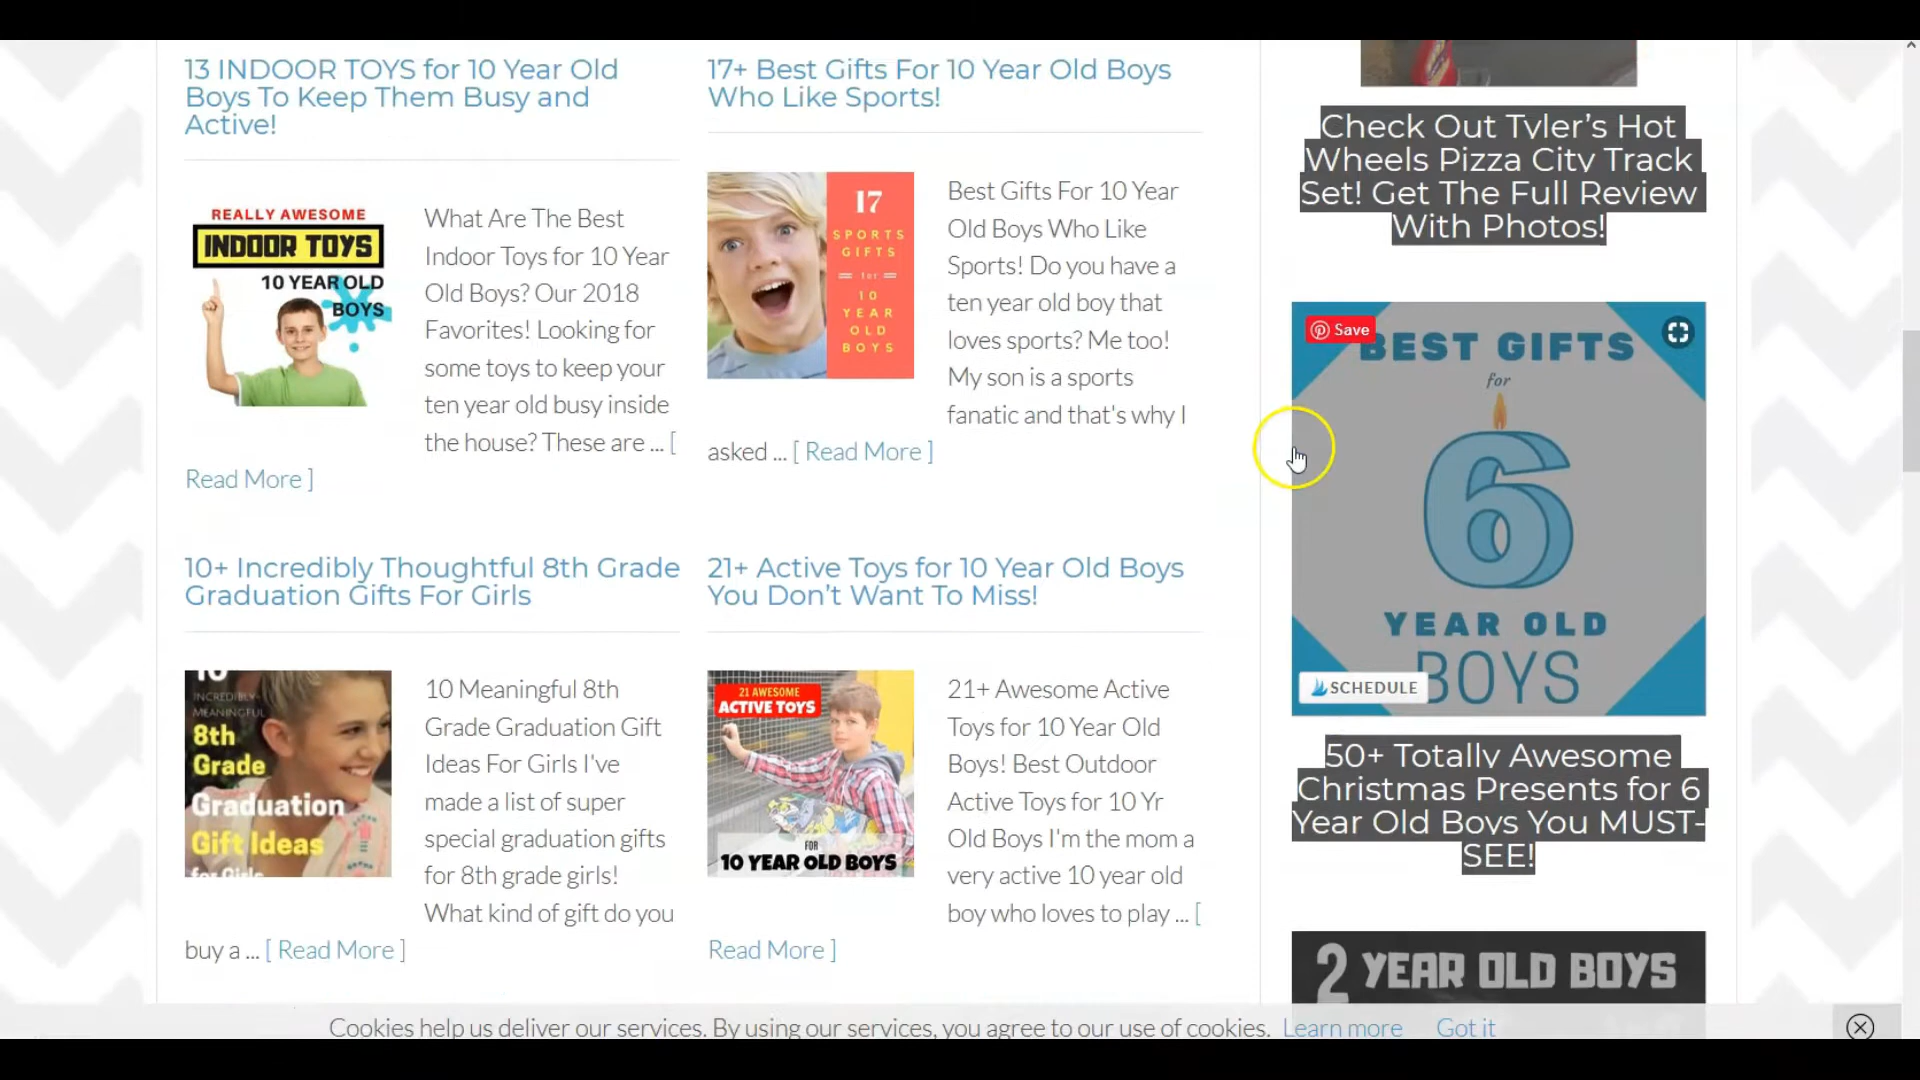 13 INDOOR TOYS for 10 Year Old
Boys To Keep Them Busy and
Active!
REALLY AWESOME
INDOOR TOYS
10 YEAR OLD
BOYS
What Are The Best
Indoor Toys for 10 Year
Old Boys? Our 2018
Favorites! Looking for
some toys to keep your
ten year old busy inside
the house? These are ... [
Read More ]
17+ Best Gifts For 10 Year Old Boys
Who Like Sports!
17
SPORTS
GIFTS
for
10
YEAR
OLD
BOYS
Best Gifts For 10 Year
Old Boys Who Like
Sports! Do you have a
ten year old boy that
loves sports? Me too!
My son is a sports
fanatic and that's why I
asked ... [ Read More ]
10+ Incredibly Thoughtful 8th Grade
Graduation Gifts For Girls
10
INCREDIBLY
MEANINGFUL
8th
Grade
Graduation
Gift Ideas
for Girls
10 Meaningful 8th
Grade Graduation Gift
Ideas For Girls I've
made a list of super
special graduation gifts
for 8th grade girls!
What kind of gift do you
buy a ... [ Read More ]
21+ Active Toys for 10 Year Old Boys
You Don't Want To Miss!
21 AWESOME
ACTIVE TOYS
FOR
10 YEAR OLD BOYS
21+ Awesome Active
Toys for 10 Year Old
Boys! Best Outdoor
Active Toys for 10 Yr
Old Boys I'm the mom a
very active 10 year old
boy who loves to play ... [
Read More ]
Check Out Tyler's Hot
Wheels Pizza City Track
Set! Get The Full Review
With Photos!
Save
BEST GIFTS
for
6
YEAR OLD
BOYS
SCHEDULE
50+ Totally Awesome
Christmas Presents for 6
Year Old Boys You MUST-
SEE!
2 YEAR OLD BOYS
Cookies help us deliver our services. By using our services, you agree to our use of cookies. Learn more Got it